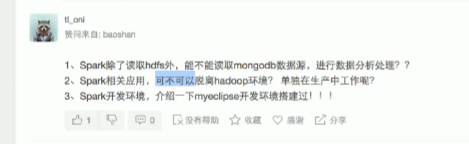 tl_oni
赞同来自: baoshan
1、Spark除了读取hdfs外，能不能读取mongodb数据源，进行数据分析处理？?
2、Spark相关应用，可不可以脱离hadoop环境？ 单独在生产中工作呢?
3、Spark开发环境，介绍一下myeclipse开发环境搭建过！！！
1 0 没有帮助 收藏 感谢 分享